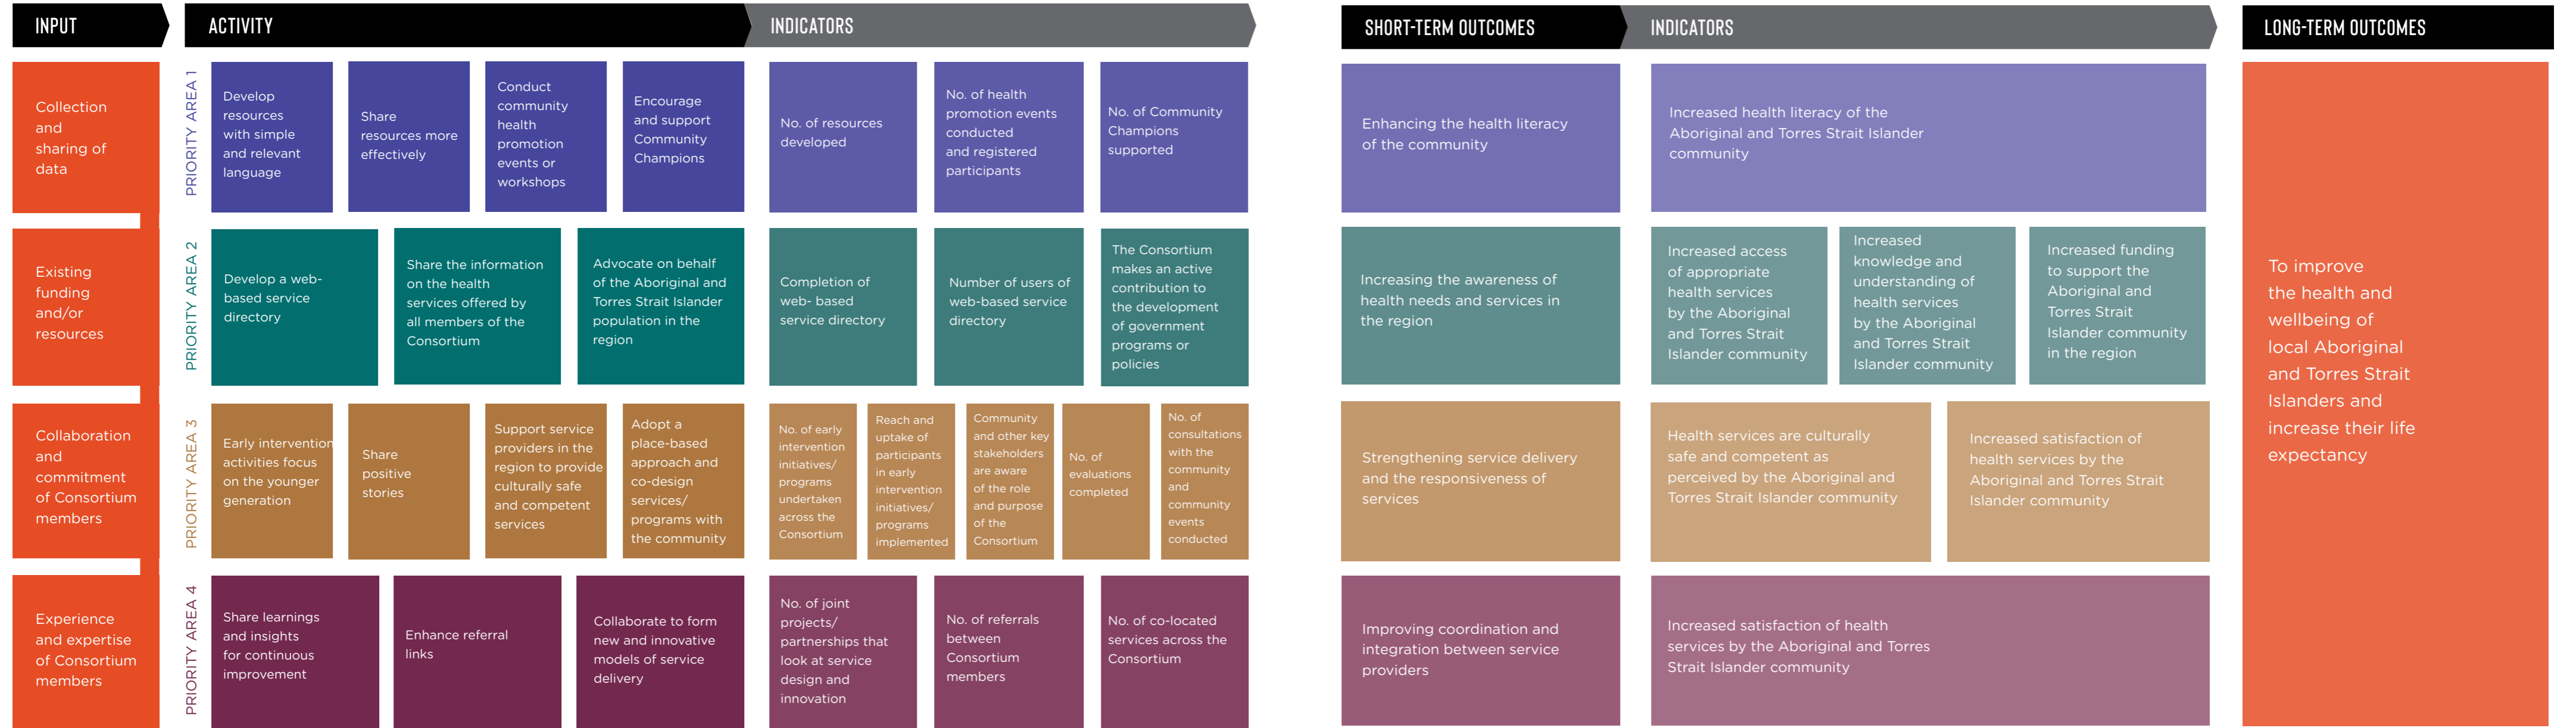 INPUT
ACTIVITY
INDICATORS
SHORT-TERM OUTCOMES
INDICATORS
LONG-TERM OUTCOMES
Collection
and
sharing of
data
Existing
funding
and/or
resources
Collaboration
and
commitment
of Consortium
members
Experience
and expertise
of Consortium
members
PRIORITY AREA 1
Develop
resources
with simple
and relevant
language
Share
resources more
effectively
Conduct
community
health
promotion
events or
workshops
Encourage
and support
Community
Champions
No. of resources
developed
No. of health
promotion events
conducted
and registered
participants
No. of Community
Champions
supported
Enhancing the health literacy
of the community
Increased health literacy of the
Aboriginal and Torres Strait Islander
community
PRIORITY AREA 2
Develop a web-
based service
directory
Share the information
on the health
services offered by
all members of the
Consortium
Advocate on behalf
of the Aboriginal and
Torres Strait Islander
population in the
region
Completion of
web- based
service directory
Number of users of
web-based service
directory
The Consortium
makes an active
contribution to
the development
of government
programs or
policies
Increasing the awareness of
health needs and services in
the region
Increased access
of appropriate
health services
by the Aboriginal
and Torres Strait
Islander community
Increased
knowledge and
understanding of
health services
by the Aboriginal
and Torres Strait
Islander community
Increased funding
to support the
Aboriginal and
Torres Strait
Islander community
in the region
PRIORITY AREA 3
Early intervention
activities focus
on the younger
generation
Share
positive
stories
Support service
providers in the
region to provide
culturally safe
and competent
services
Adopt a
place-based
approach and
co-design
services/
programs with
the community
No. of early
intervention
initiatives/
programs
undertaken
across the
Consortium
Reach and
uptake of
participants
in early
intervention
initiatives/
programs
implemented
Community
and other key
stakeholders
are aware
of the role
and purpose
of the
Consortium
No. of
evaluations
completed
No. of
consultations
with the
community
and
community
events
conducted
Strengthening service delivery
and the responsiveness of
services
Health services are culturally
safe and competent as
perceived by the Aboriginal and
Torres Strait Islander community
Increased satisfaction of
health services by the
Aboriginal and Torres Strait
Islander community
PRIORITY AREA 4
Share learnings
and insights
for continuous
improvement
Enhance referral
links
Collaborate to form
new and innovative
models of service
delivery
No. of joint
projects/
partnerships that
look at service
design and
innovation
No. of referrals
between
Consortium
members
No. of co-located
services across the
Consortium
Improving coordination and
integration between service
providers
Increased satisfaction of health
services by the Aboriginal and Torres
Strait Islander community
To improve
the health and
wellbeing of
local Aboriginal
and Torres Strait
Islanders and
increase their life
expectancy